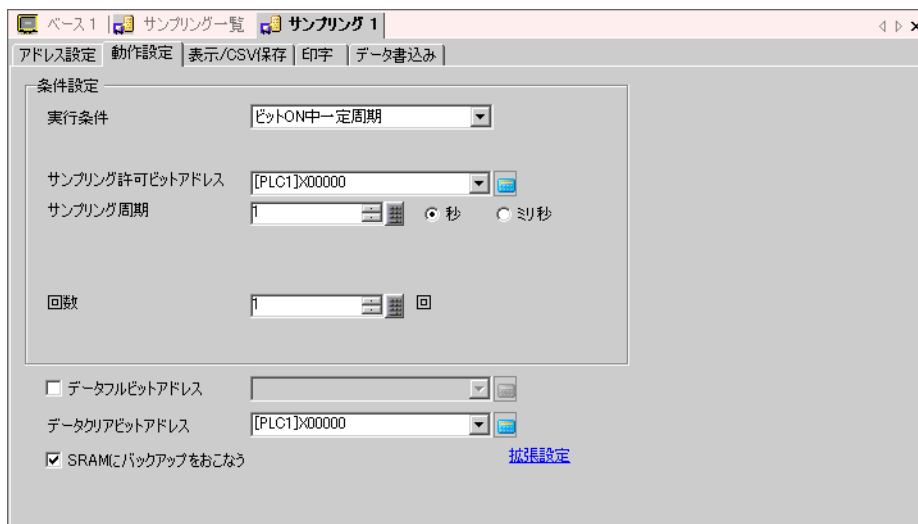 ベース1 サンプリング一覧 サンプリング1
アドレス設定 動作設定 表示/CSV保存 印字 データ書込み
条件設定
実行条件 ビットON中一定周期
サンプリング許可ビットアドレス [PLC1]X00000
サンプリング周期 1 秒 ミリ秒
回数 1 回
データフルビットアドレス
データクリアビットアドレス [PLC1]X00000
SRAMにバックアップをおこなう 拡張設定